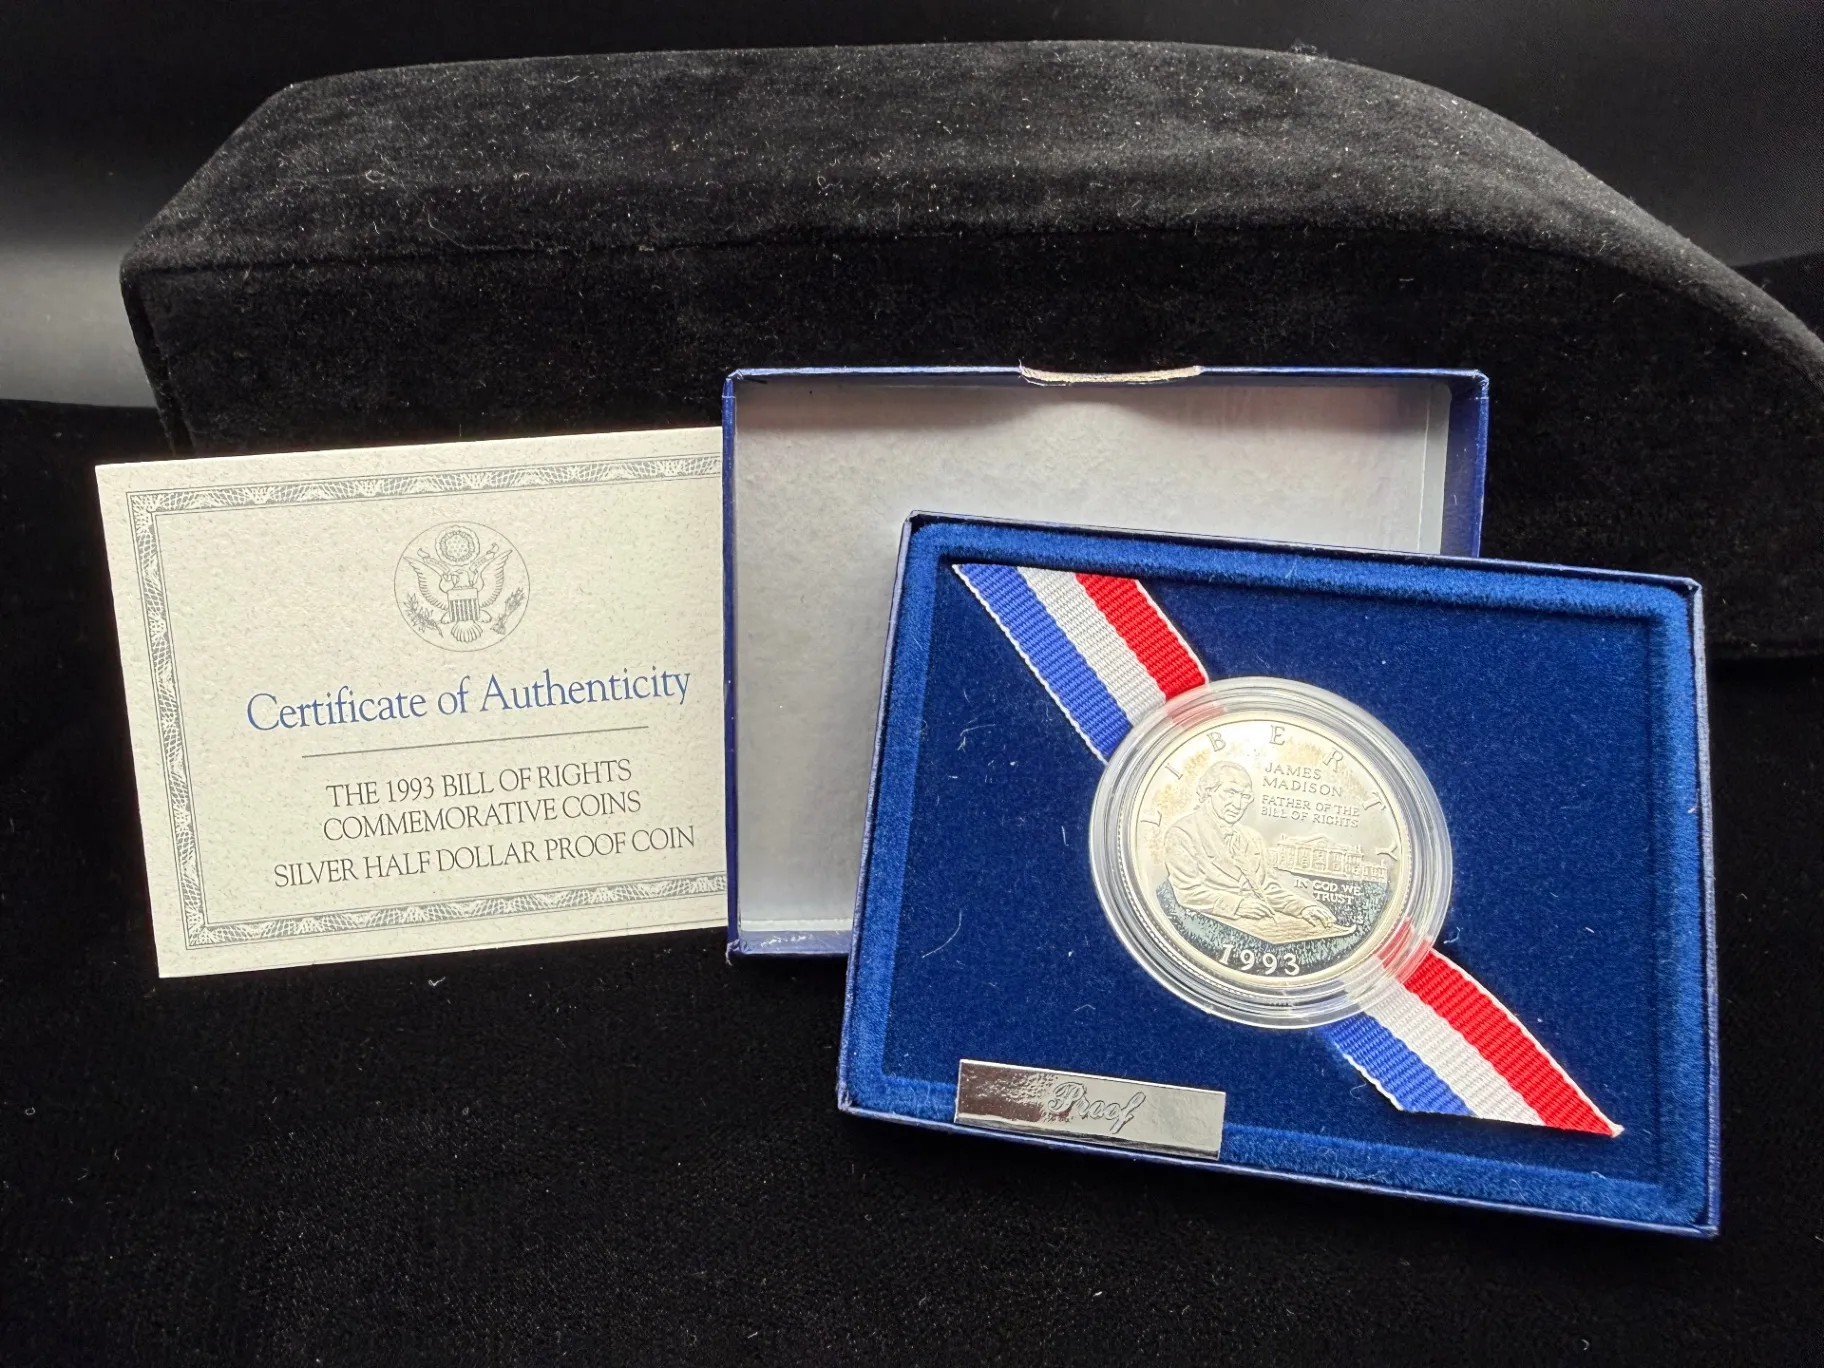 Certificate of Authenticity
THE 1993 BILL OF RIGHTS
COMMEMORATIVE COINS
SILVER HALF DOLLAR PROOF COIN
LIBERTY
JAMES
MADISON
FATHER OF THE
BILL OF RIGHTS
IN GOD WE
TRUST
1993
Proof